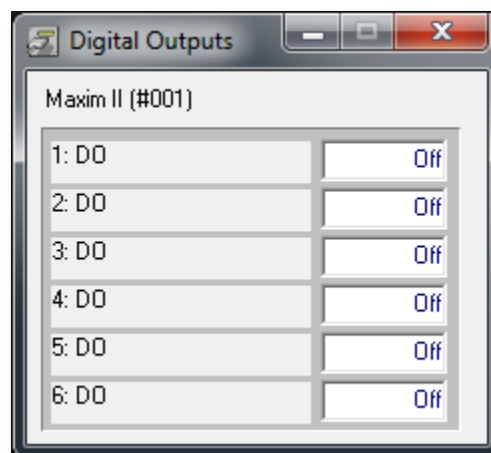 Digital Outputs
Maxim II (#001)
1: DO Off
2: DO Off
3: DO Off
4: DO Off
5: DO Off
6: DO Off